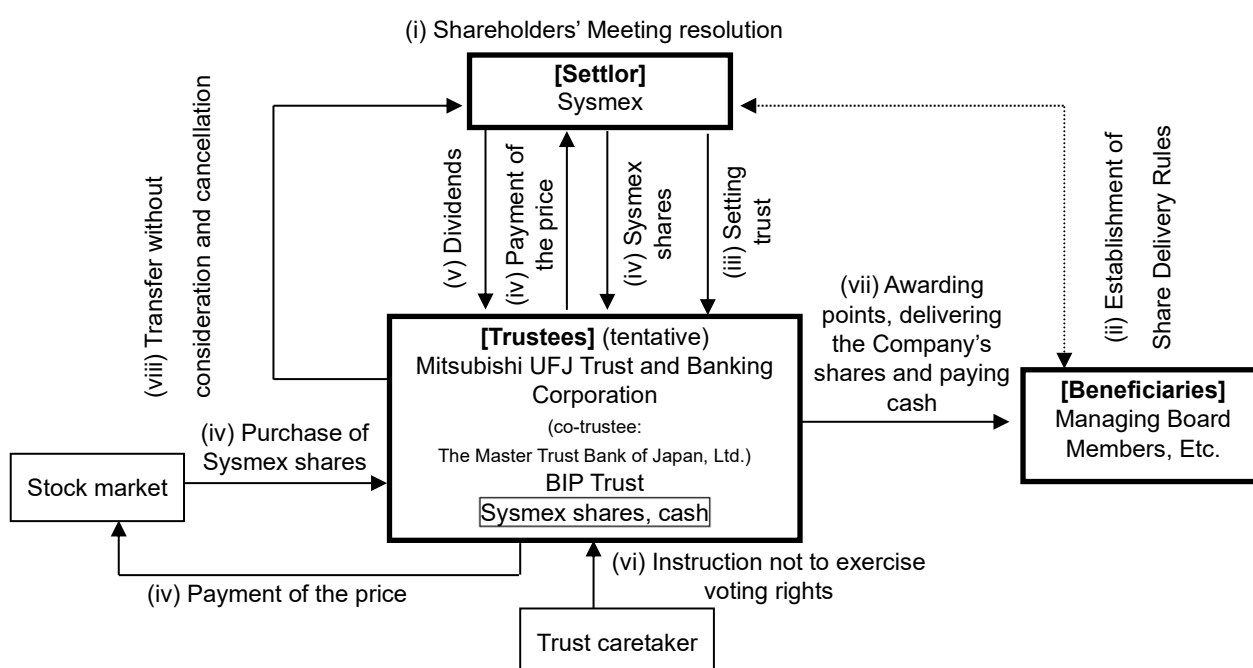 (i) Shareholders’ Meeting resolution
[Settlor]
Sysmex
(viii) Transfer without
consideration and cancellation
(v) Dividends
(iv) Payment of
the price
(iv) Sysmex
shares
(iii) Setting
trust
(ii) Establishment of
Share Delivery Rules
(vii) Awarding
points, delivering
the Company’s
shares and paying
cash
[Trustees] (tentative)
Mitsubishi UFJ Trust and Banking
Corporation
(co-trustee:
The Master Trust Bank of Japan, Ltd.)
BIP Trust
Sysmex shares, cash
[Beneficiaries]
Managing Board
Members, Etc.
(iv) Purchase of
Sysmex shares
Stock market
(iv) Payment of the price
(vi) Instruction not to exercise
voting rights
Trust caretaker